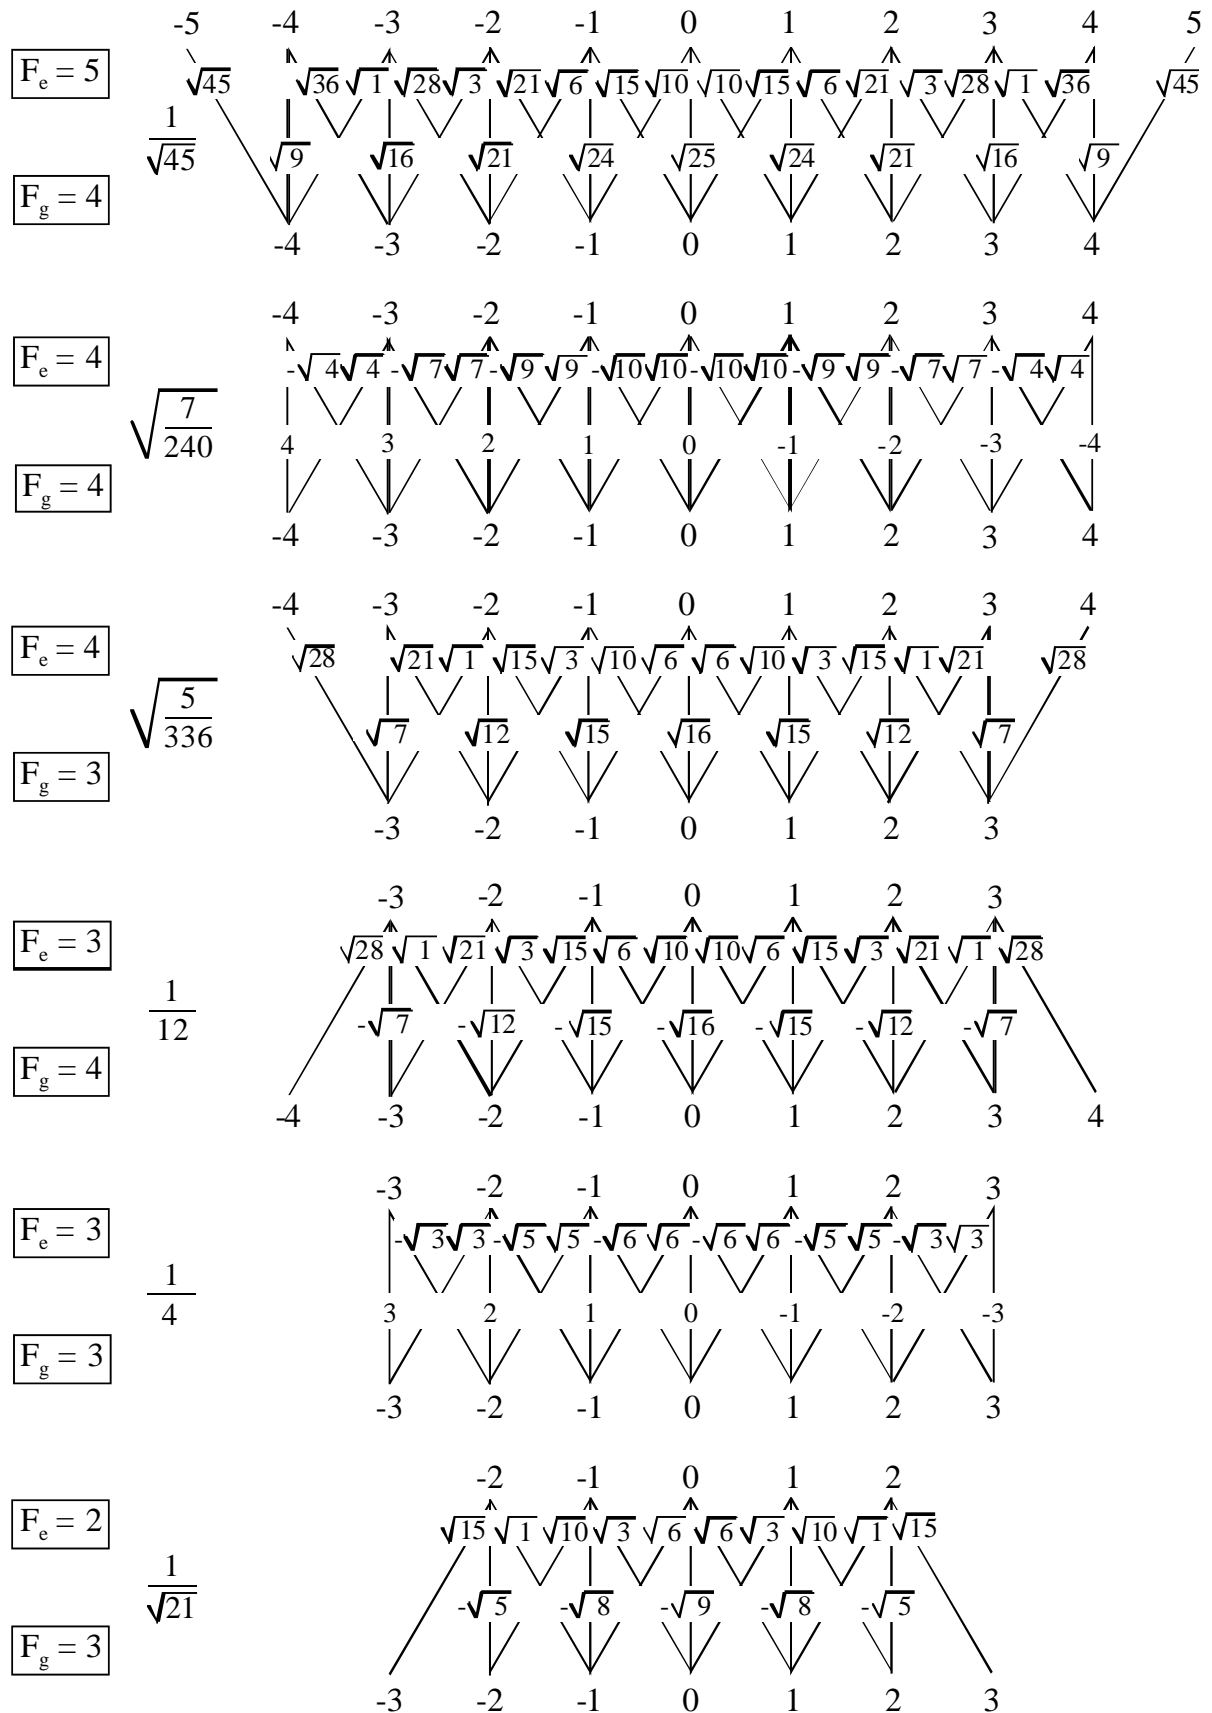 -5 -4 -3 -2 -1 0 1 2 3 4 5
F_e = 5
√45 √36 √1 √28 √3 √21 √6 √15 √10 √10 √15 √6 √21 √3 √28 √1 √36 √45
1/√45
√9 √16 √21 √24 √25 √24 √21 √16 √9
F_g = 4
-4 -3 -2 -1 0 1 2 3 4
-4 -3 -2 -1 0 1 2 3 4
F_e = 4
-√4 √4 -√7 √7 -√9 √9 -√10 √10 -√10 √10 -√9 √9 -√7 √7 -√4 √4
√(7/240)
4 3 2 1 0 -1 -2 -3 -4
F_g = 4
-4 -3 -2 -1 0 1 2 3 4
-4 -3 -2 -1 0 1 2 3 4
F_e = 4
√28 √21 √1 √15 √3 √10 √6 √6 √10 √3 √15 √1 √21 √28
√(5/336)
√7 √12 √15 √16 √15 √12 √7
F_g = 3
-3 -2 -1 0 1 2 3
-3 -2 -1 0 1 2 3
F_e = 3
√28 √1 √21 √3 √15 √6 √10 √10 √6 √15 √3 √21 √1 √28
1/12
-√7 -√12 -√15 -√16 -√15 -√12 -√7
F_g = 4
-4 -3 -2 -1 0 1 2 3 4
-3 -2 -1 0 1 2 3
F_e = 3
-√3 √3 -√5 √5 -√6 √6 -√6 √6 -√5 √5 -√3 √3
1/4
3 2 1 0 -1 -2 -3
F_g = 3
-3 -2 -1 0 1 2 3
-2 -1 0 1 2
F_e = 2
√15 √1 √10 √3 √6 √6 √3 √10 √1 √15
1/√21
-√5 -√8 -√9 -√8 -√5
F_g = 3
-3 -2 -1 0 1 2 3